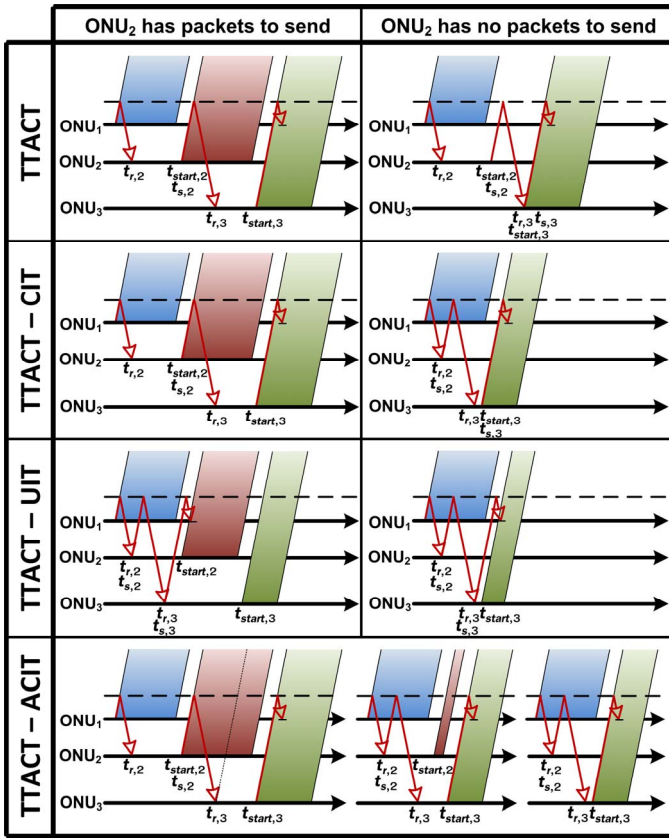 ONU2 has packets to send
ONU2 has no packets to send
TTACT
ONU1
ONU2
tr,2
tstart,2
ts,2
ONU3
tr,3
tstart,3
ONU1
ONU2
tr,2
tstart,2
ts,2
ONU3
tr,3 ts,3
tstart,3
TTACT – CIT
ONU1
ONU2
tr,2
tstart,2
ts,2
ONU3
tr,3
tstart,3
ONU1
ONU2
tr,2
ts,2
ONU3
tr,3 tstart,3
ts,3
TTACT – UIT
ONU1
ONU2
tr,2
ts,2
tstart,2
ONU3
tr,3
ts,3
tstart,3
ONU1
ONU2
tr,2
ts,2
ONU3
tr,3 tstart,3
ts,3
TTACT – ACIT
ONU1
ONU2
tr,2
tstart,2
ts,2
ONU3
tr,3
tstart,3
tr,2
ts,2
tstart,2
tr,3
tstart,3
tr,2
ts,2
tr,3
tstart,3